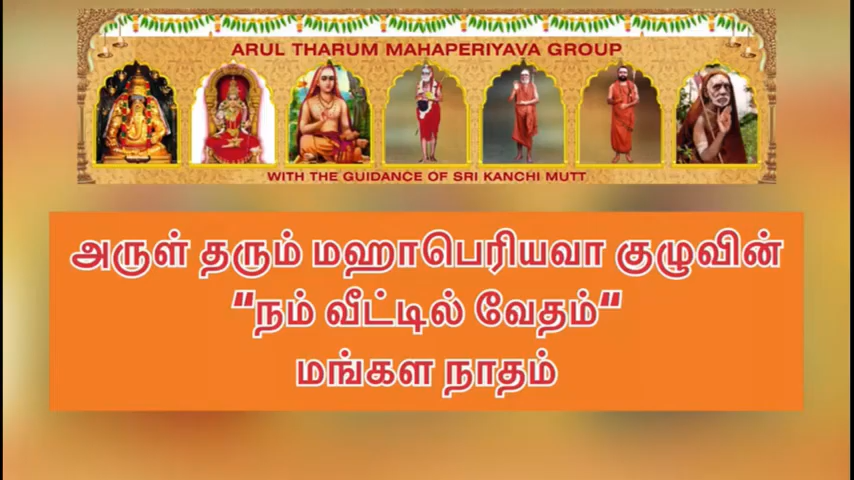 ARUL THARUM MAHAPERIYAVA GROUP
WITH THE GUIDANCE OF SRI KANCHI MUTT
அருள் தரும் மஹாபெரியவா குழுவின்
“நம் வீட்டில் வேதம்“
மங்கள நாதம்